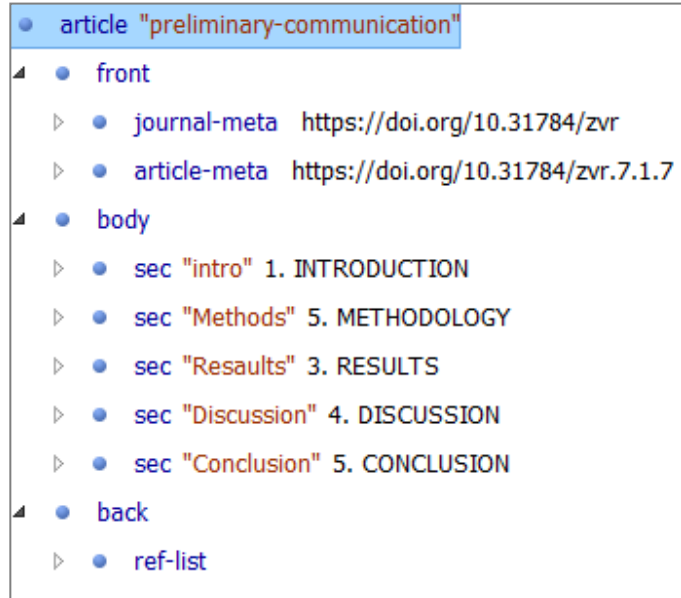 article "preliminary-communication"
front
journal-meta https://doi.org/10.31784/zvr
article-meta https://doi.org/10.31784/zvr.7.1.7
body
sec "intro" 1. INTRODUCTION
sec "Methods" 5. METHODOLOGY
sec "Resaults" 3. RESULTS
sec "Discussion" 4. DISCUSSION
sec "Conclusion" 5. CONCLUSION
back
ref-list